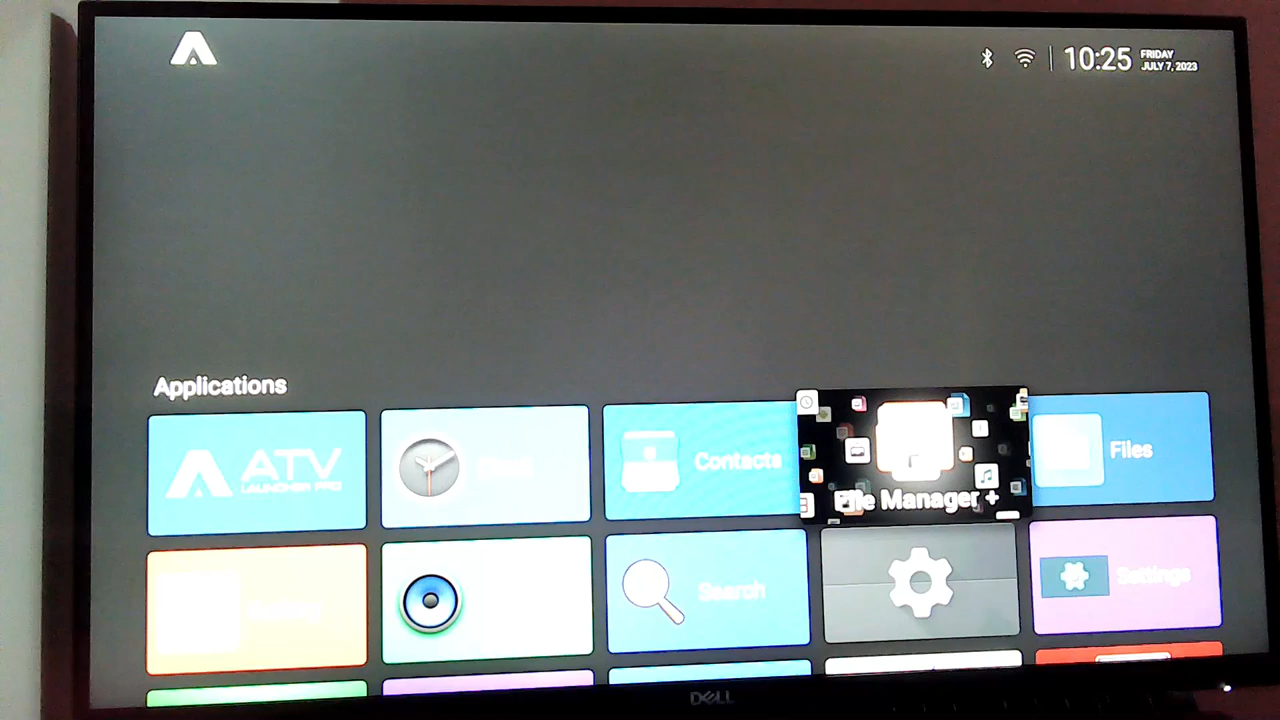 10:25
FRIDAY
JULY 7, 2023
Applications
ATV
LAUNCHER PRO
Contacts
File Manager +
Files
Search
Settings
DELL